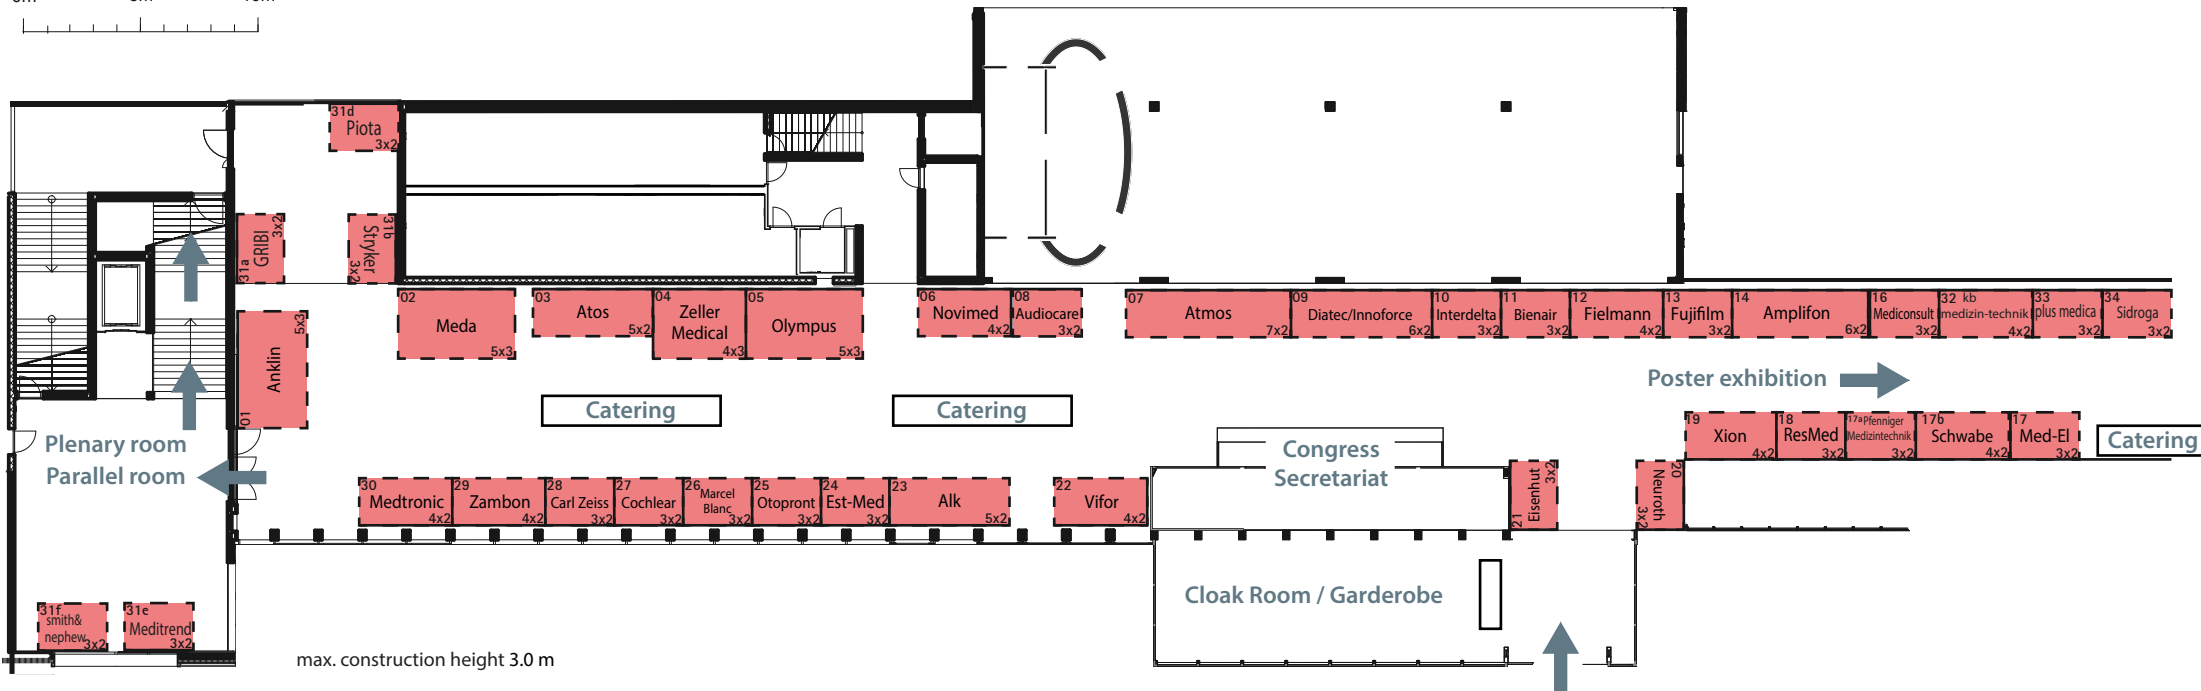 31d
Piota
3x2
31a
GRIBI
3x2
31b
Stryker
3x2
01
Anklin
5x3
02
Meda
5x3
03
Atos
5x2
04
Zeller
Medical
4x3
05
Olympus
5x3
06
Novimed
4x2
08
Audiocare
3x2
07
Atmos
7x2
09
Diatec/Innoforce
6x2
10
Interdelta
3x2
11
Bienair
3x2
12
Fielmann
4x2
13
Fujifilm
3x2
14
Amplifon
6x2
16
Mediconsult
3x2
32 kb
medizin-technik
4x2
33
plus medica
3x2
34
Sidroga
3x2
Poster exhibition
Catering
Catering
Plenary room
Parallel room
Congress
Secretariat
19
Xion
4x2
18
ResMed
3x2
17a Pfenniger
Medizintechnik
3x2
17b
Schwabe
4x2
17
Med-El
3x2
Catering
30
Medtronic
4x2
29
Zambon
4x2
28
Carl Zeiss
3x2
27
Cochlear
3x2
26
Marcel
Blanc
3x2
25
Otopront
3x2
24
Est-Med
3x2
23
Alk
5x2
22
Vifor
4x2
21
Eisenhut
3x2
20
Neuroth
3x2
Cloak Room / Garderobe
31f
smith&
nephew
3x2
31e
Meditrend
3x2
max. construction height 3.0 m